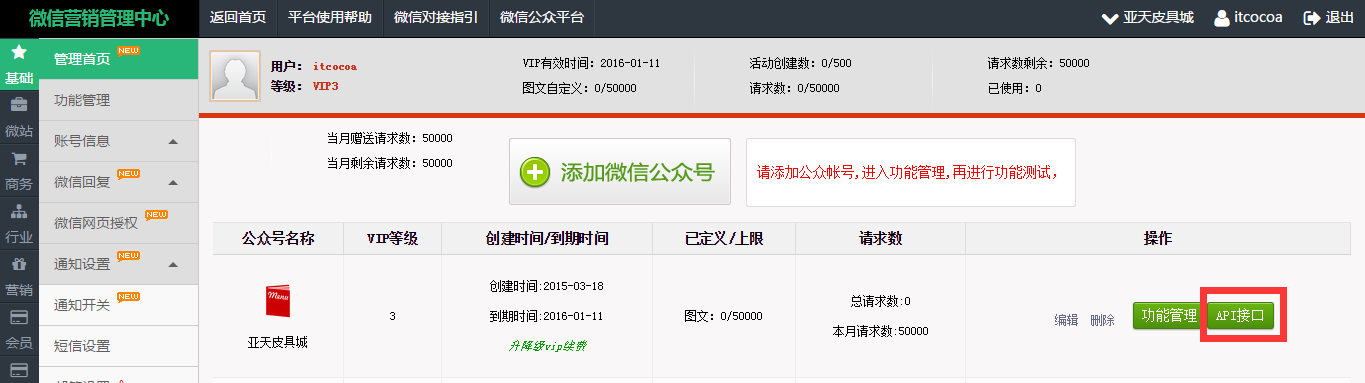 微信营销管理中心 返回首页 平台使用帮助 微信对接指引 微信公众平台 亚天皮具城 itcocoa 退出
基础
微站
商务
行业
营销
会员
管理首页 NEW
功能管理
账号信息
微信回复 NEW
微信网页授权 NEW
通知设置 NEW
通知开关 NEW
短信设置
用户： itcocoa
等级： VIP3
VIP有效时间：2016-01-11
图文自定义：0/50000
活动创建数：0/500
请求数：0/50000
请求数剩余：50000
已使用：0
当月赠送请求数：50000
当月剩余请求数：50000
添加微信公众号
请添加公众帐号,进入功能管理,再进行功能测试，
公众号名称 VIP等级 创建时间/到期时间 已定义/上限 请求数 操作
Menu
亚天皮具城
3
创建时间:2015-03-18
到期时间:2016-01-11
升降级vip续费
图文：0/50000
总请求数:0
本月请求数:50000
编辑 删除 功能管理 API接口